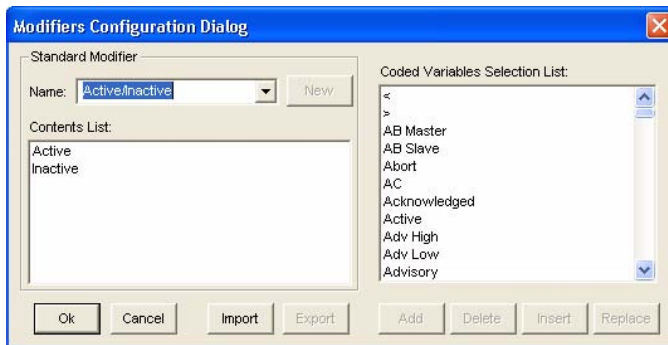 Modifiers Configuration Dialog
Standard Modifier
Name: Active/Inactive New
Contents List:
Active
Inactive
Coded Variables Selection List:
<
>
AB Master
AB Slave
Abort
AC
Acknowledged
Active
Adv High
Adv Low
Advisory
Ok Cancel Import Export Add Delete Insert Replace